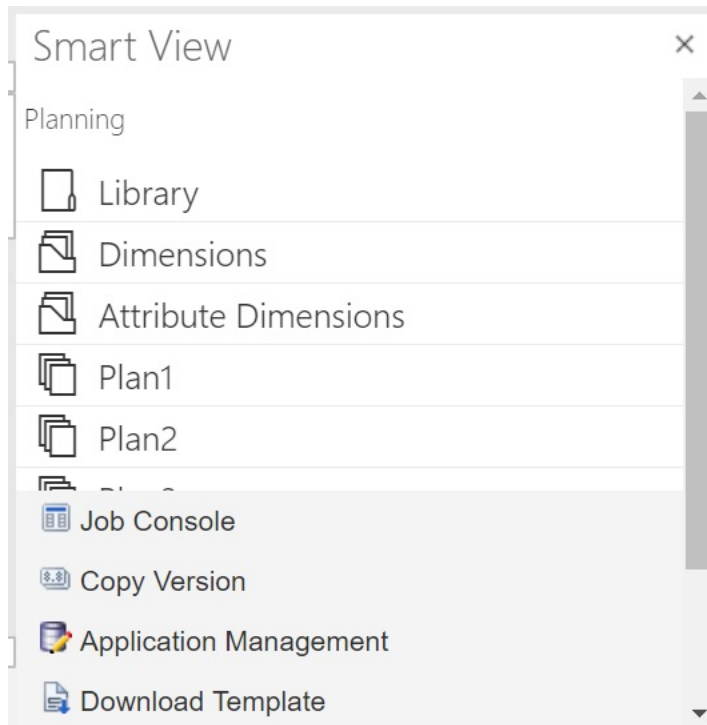 Smart View
Planning
Library
Dimensions
Attribute Dimensions
Plan1
Plan2
Job Console
Copy Version
Application Management
Download Template